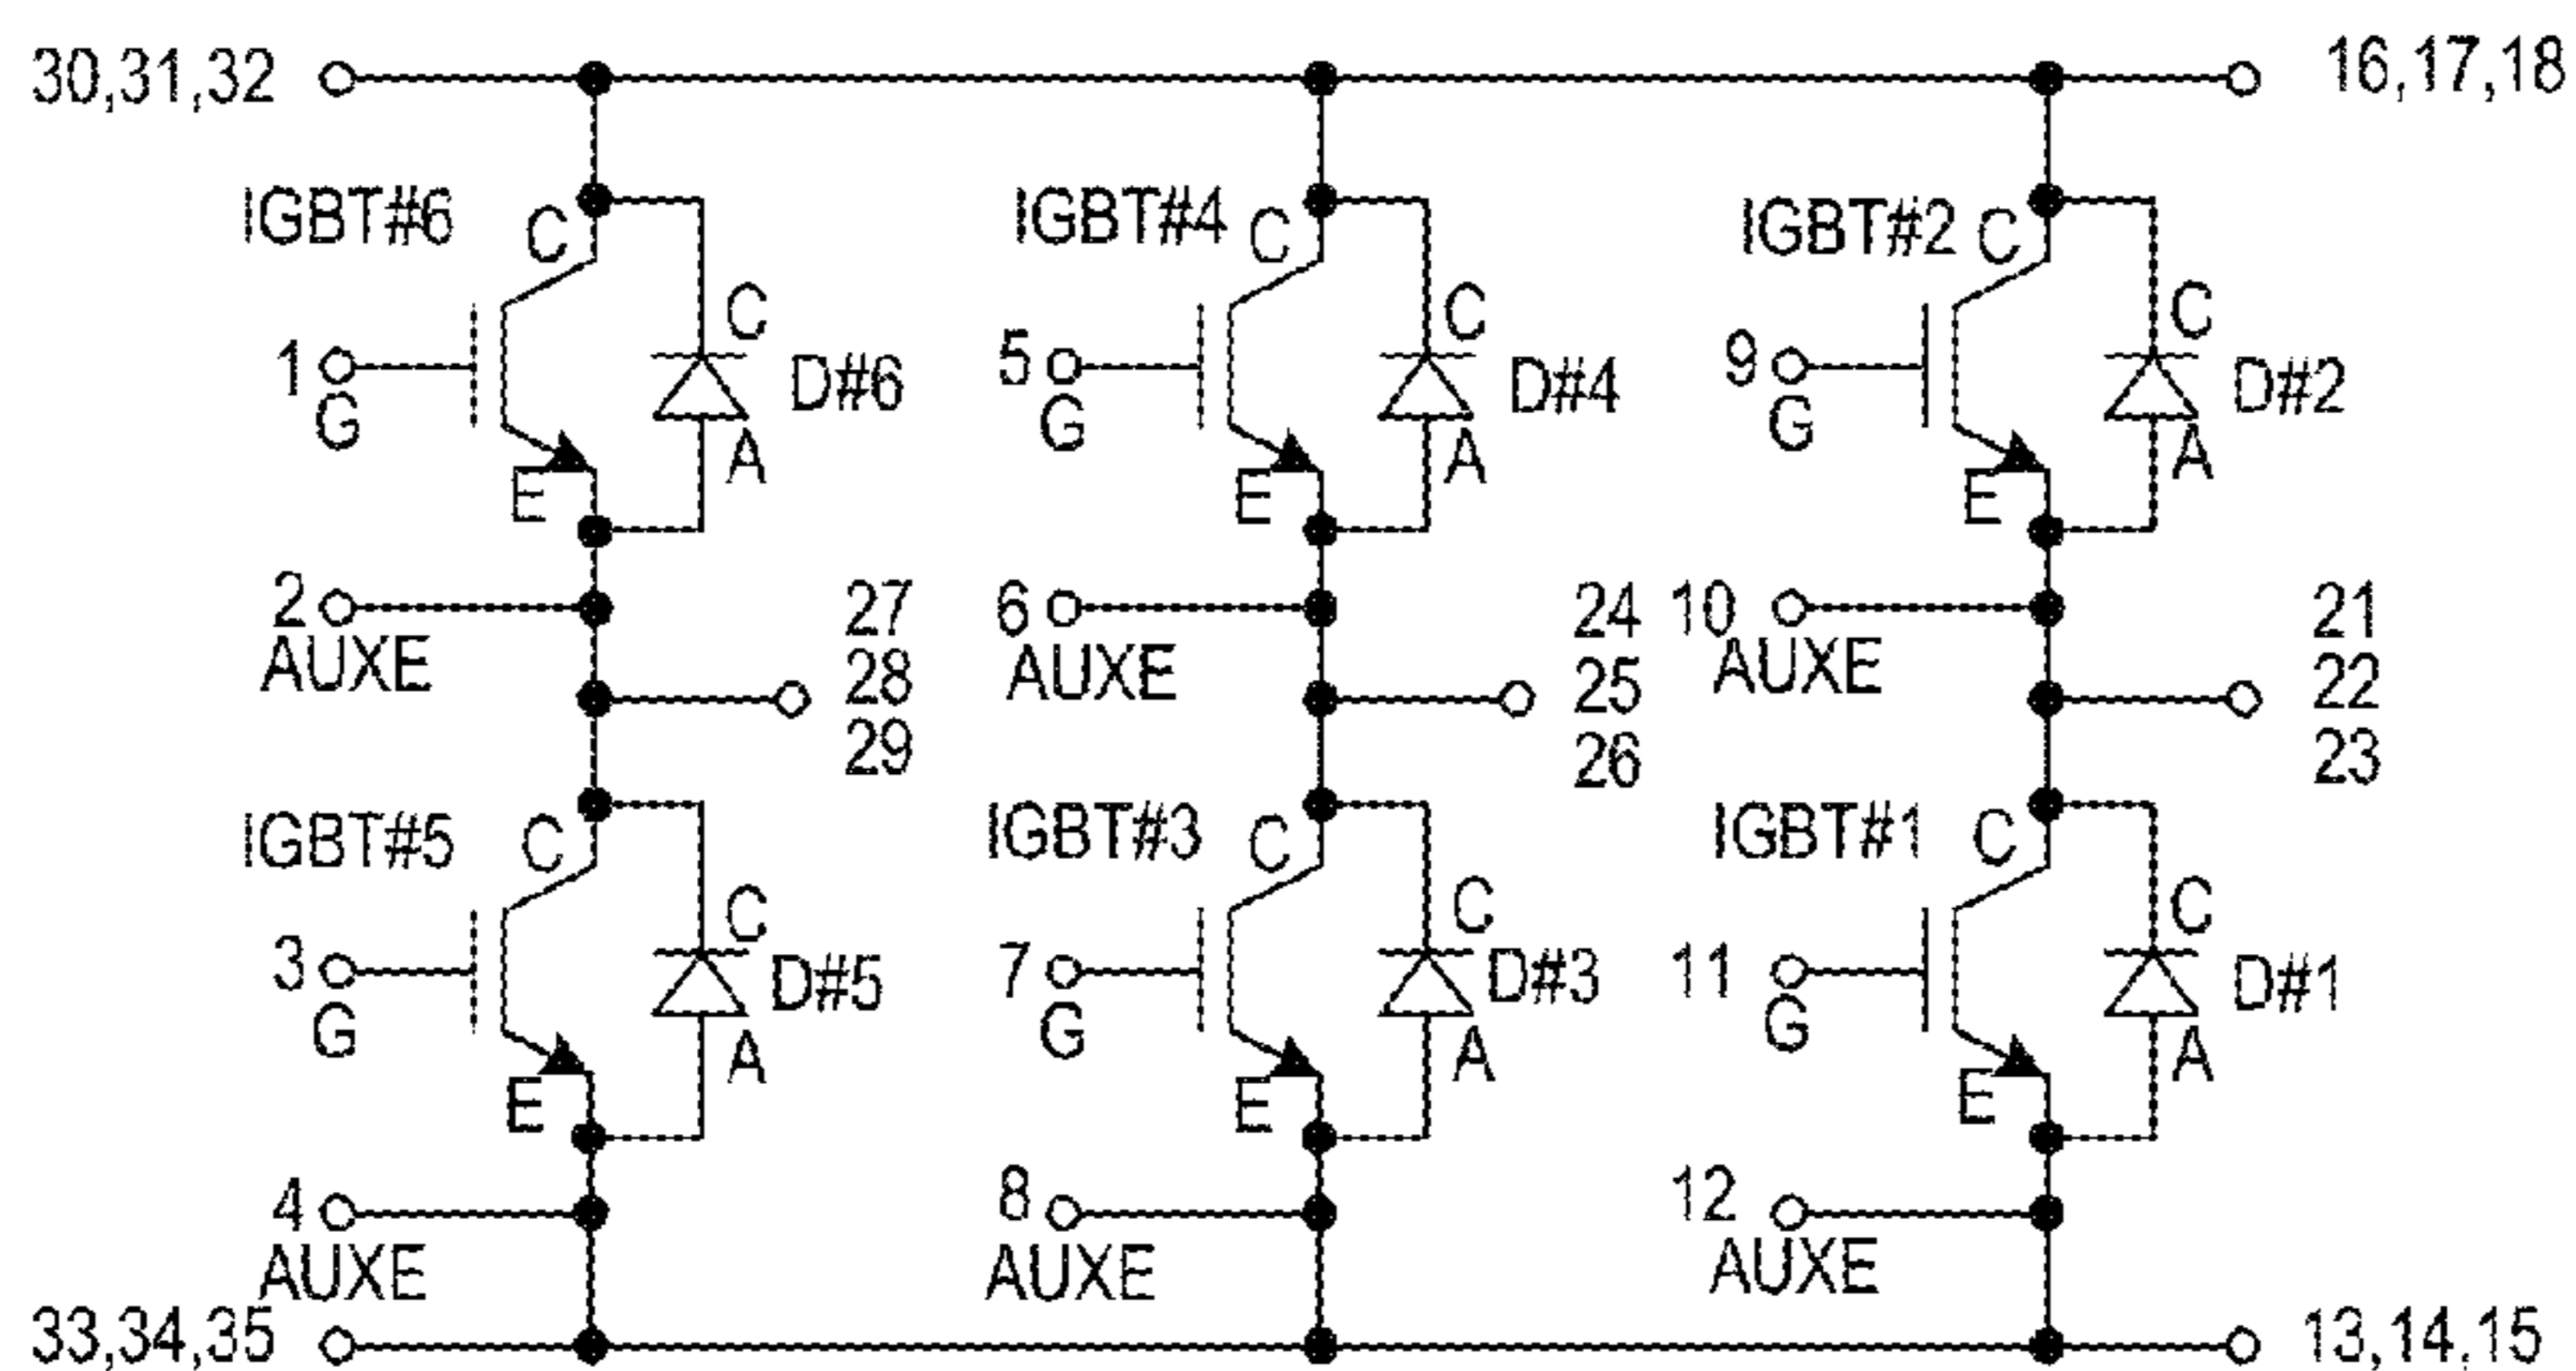 30,31,32
16,17,18
IGBT#6
C
C
1
G
D#6
A
E
IGBT#4
C
C
5
G
D#4
A
E
IGBT#2
C
C
9
G
D#2
A
E
2
AUXE
27
28
29
6
AUXE
24
25
26
10
AUXE
21
22
23
IGBT#5
C
C
3
G
D#5
A
E
IGBT#3
C
C
7
G
D#3
A
E
IGBT#1
C
C
11
G
D#1
A
E
4
AUXE
8
AUXE
12
AUXE
33,34,35
13,14,15